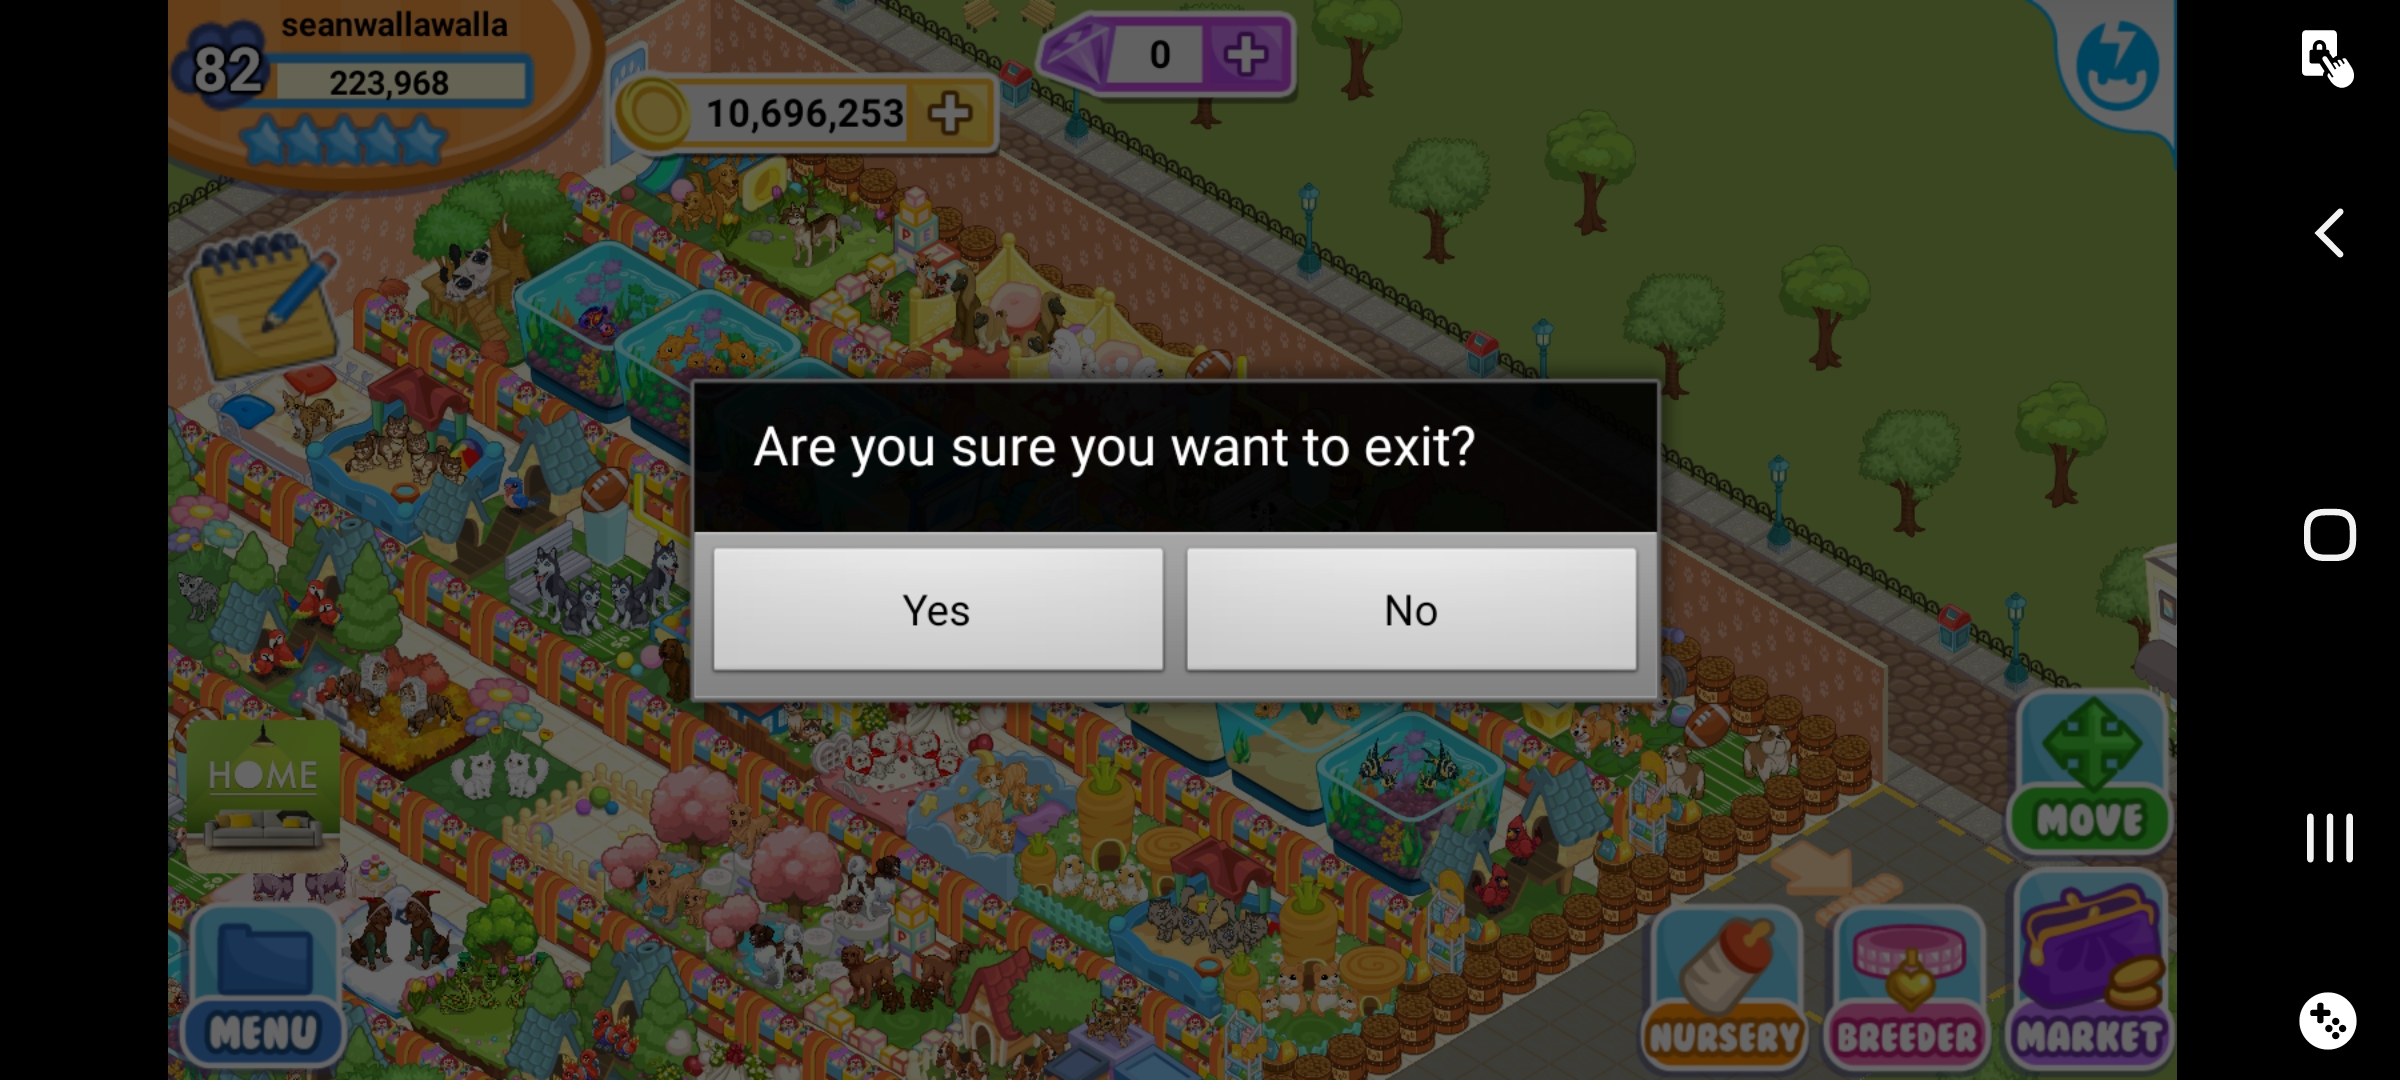 seanwallawalla
82
223,968
0
10,696,253
Are you sure you want to exit?
Yes
No
HOME
MOVE
MENU
NURSERY
BREEDER
MARKET